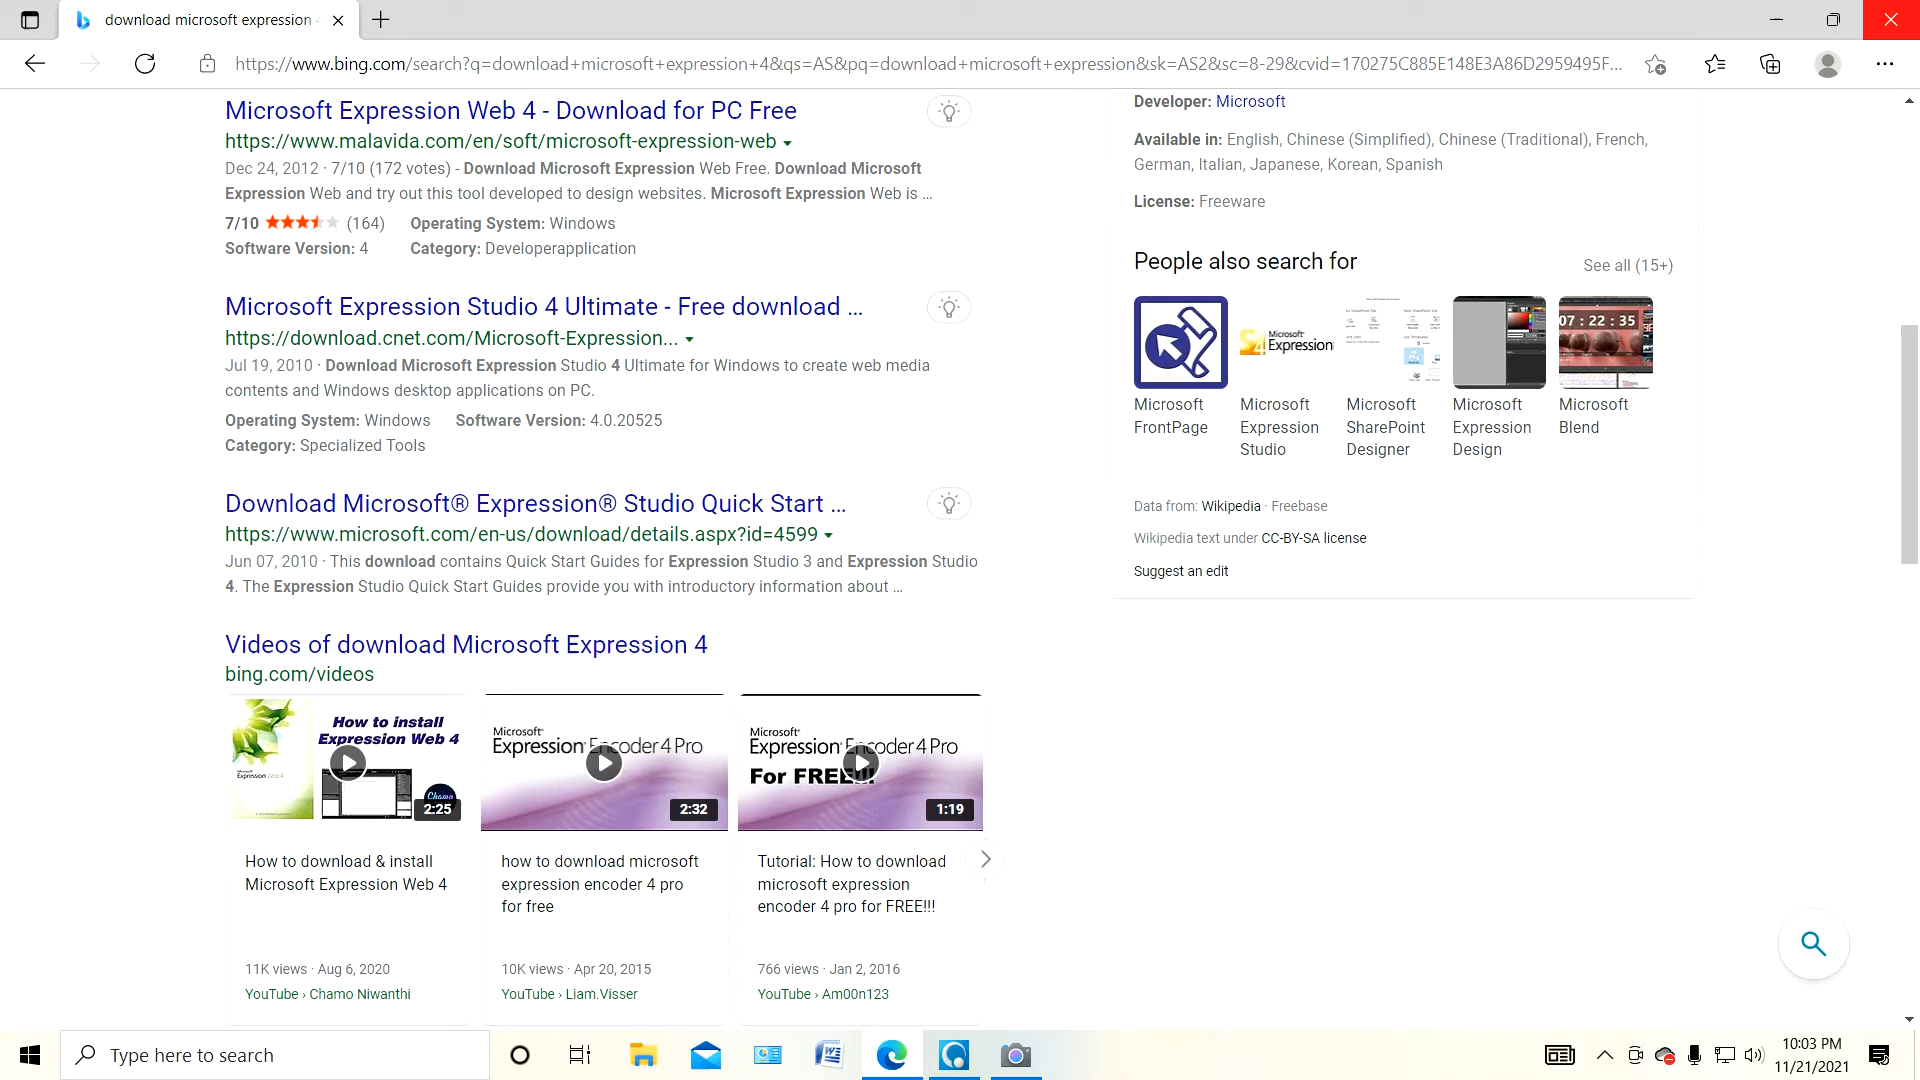 download microsoft expression 4
https://www.bing.com/search?q=download+microsoft+expression+4&qs=AS&pq=download+microsoft+expression&sk=AS2&sc=8-29&cvid=170275C885E148E3A86D2959495F...
Microsoft Expression Web 4 - Download for PC Free
https://www.malavida.com/en/soft/microsoft-expression-web
Dec 24, 2012 · 7/10 (172 votes) - Download Microsoft Expression Web Free. Download Microsoft
Expression Web and try out this tool developed to design websites. Microsoft Expression Web is ...
7/10 (164) Operating System: Windows
Software Version: 4 Category: Developerapplication
Microsoft Expression Studio 4 Ultimate - Free download ...
https://download.cnet.com/Microsoft-Expression...
Jul 19, 2010 · Download Microsoft Expression Studio 4 Ultimate for Windows to create web media
contents and Windows desktop applications on PC.
Operating System: Windows Software Version: 4.0.20525
Category: Specialized Tools
Download Microsoft® Expression® Studio Quick Start ...
https://www.microsoft.com/en-us/download/details.aspx?id=4599
Jun 07, 2010 · This download contains Quick Start Guides for Expression Studio 3 and Expression Studio
4. The Expression Studio Quick Start Guides provide you with introductory information about ...
Videos of download Microsoft Expression 4
bing.com/videos
How to install
Expression Web 4
Expression Web 4
Chamo
2:25
Microsoft®
Expression® Encoder 4 Pro
2:32
Microsoft®
Expression® Encoder 4 Pro
For FREE!!!
1:19
How to download & install
Microsoft Expression Web 4
11K views · Aug 6, 2020
YouTube › Chamo Niwanthi
how to download microsoft
expression encoder 4 pro
for free
10K views · Apr 20, 2015
YouTube › Liam.Visser
Tutorial: How to download
microsoft expression
encoder 4 pro for FREE!!!
766 views · Jan 2, 2016
YouTube › Am00n123
Developer: Microsoft
Available in: English, Chinese (Simplified), Chinese (Traditional), French,
German, Italian, Japanese, Korean, Spanish
License: Freeware
People also search for
See all (15+)
Microsoft
Expression
07 : 22 : 35
Microsoft
FrontPage
Microsoft
Expression
Studio
Microsoft
SharePoint
Designer
Microsoft
Expression
Design
Microsoft
Blend
Data from: Wikipedia · Freebase
Wikipedia text under CC-BY-SA license
Suggest an edit
Type here to search
10:03 PM
11/21/2021